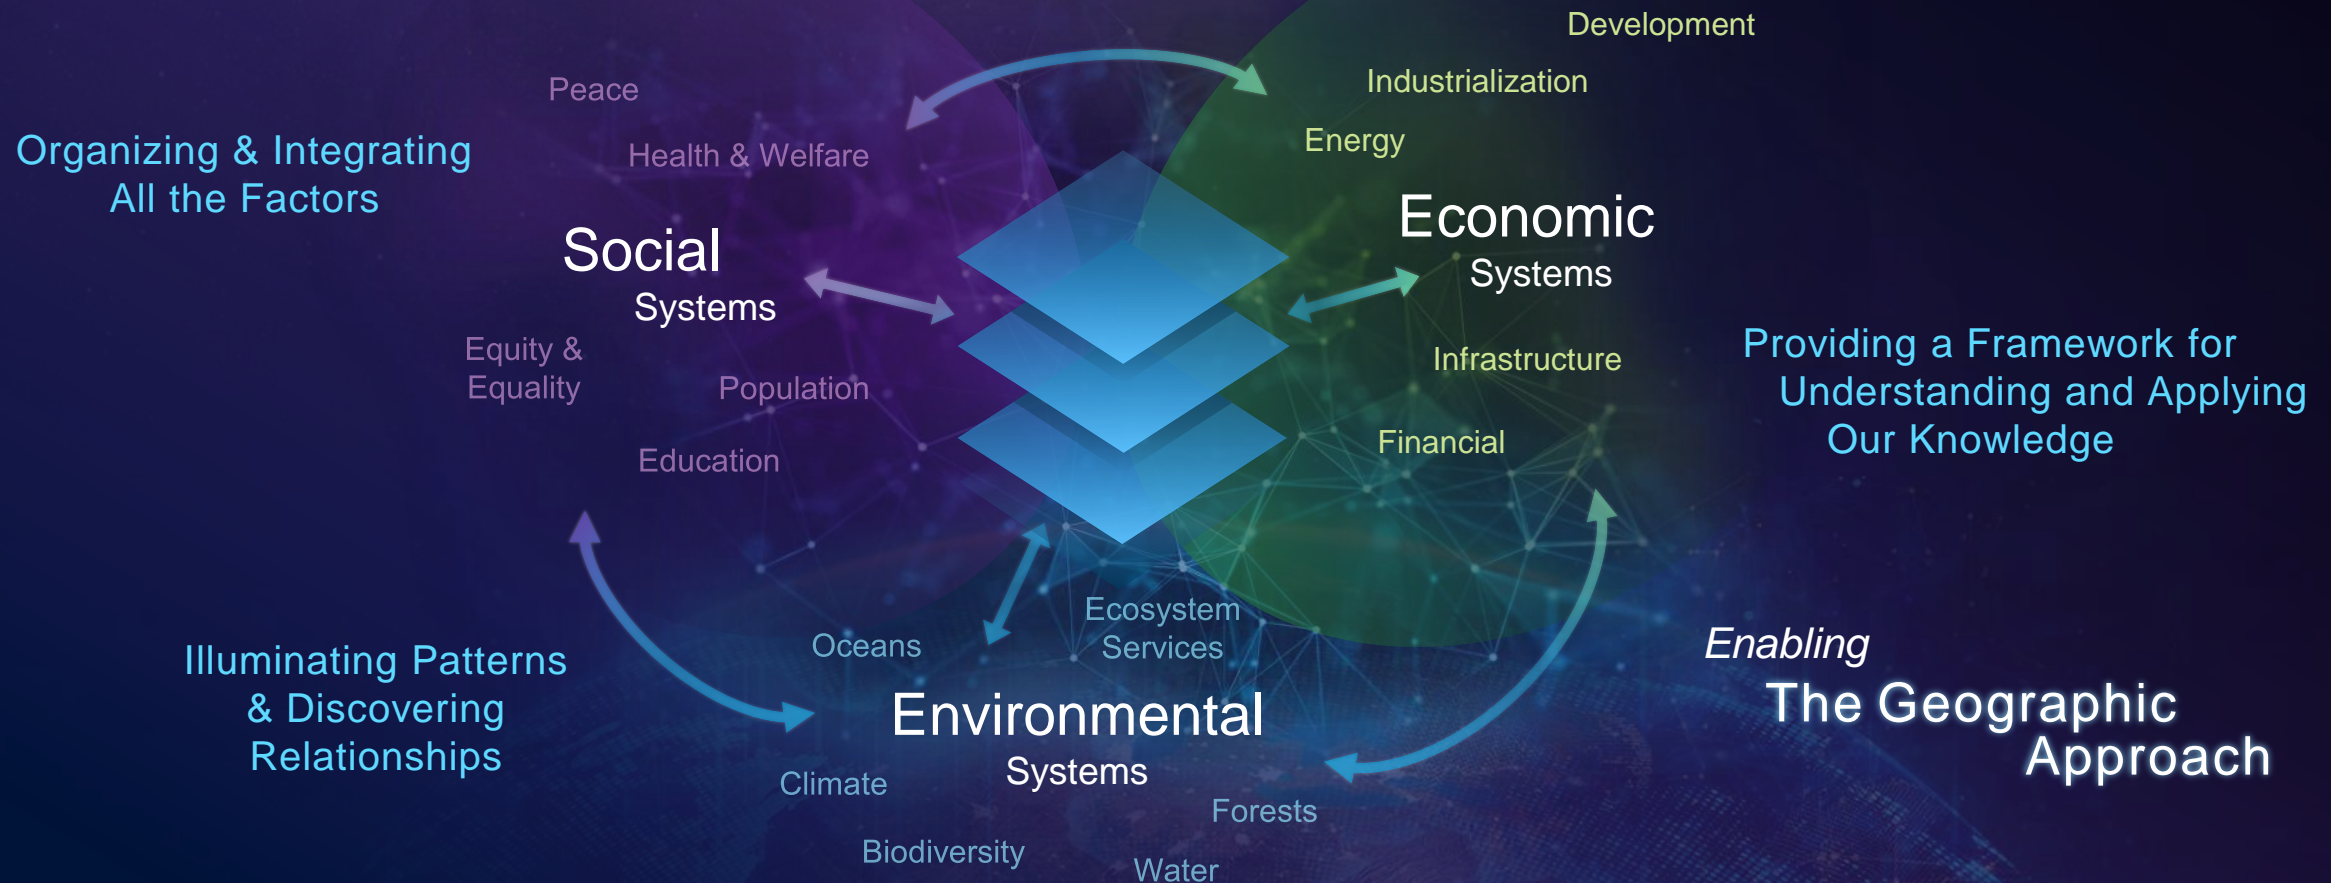 Organizing & Integrating
All the Factors
Peace
Health & Welfare
Social
Systems
Equity &
Equality
Population
Education
Development
Industrialization
Energy
Economic
Systems
Infrastructure
Financial
Providing a Framework for
Understanding and Applying
Our Knowledge
Illuminating Patterns
& Discovering
Relationships
Oceans
Ecosystem
Services
Environmental
Systems
Climate
Forests
Biodiversity
Water
Enabling
The Geographic
Approach